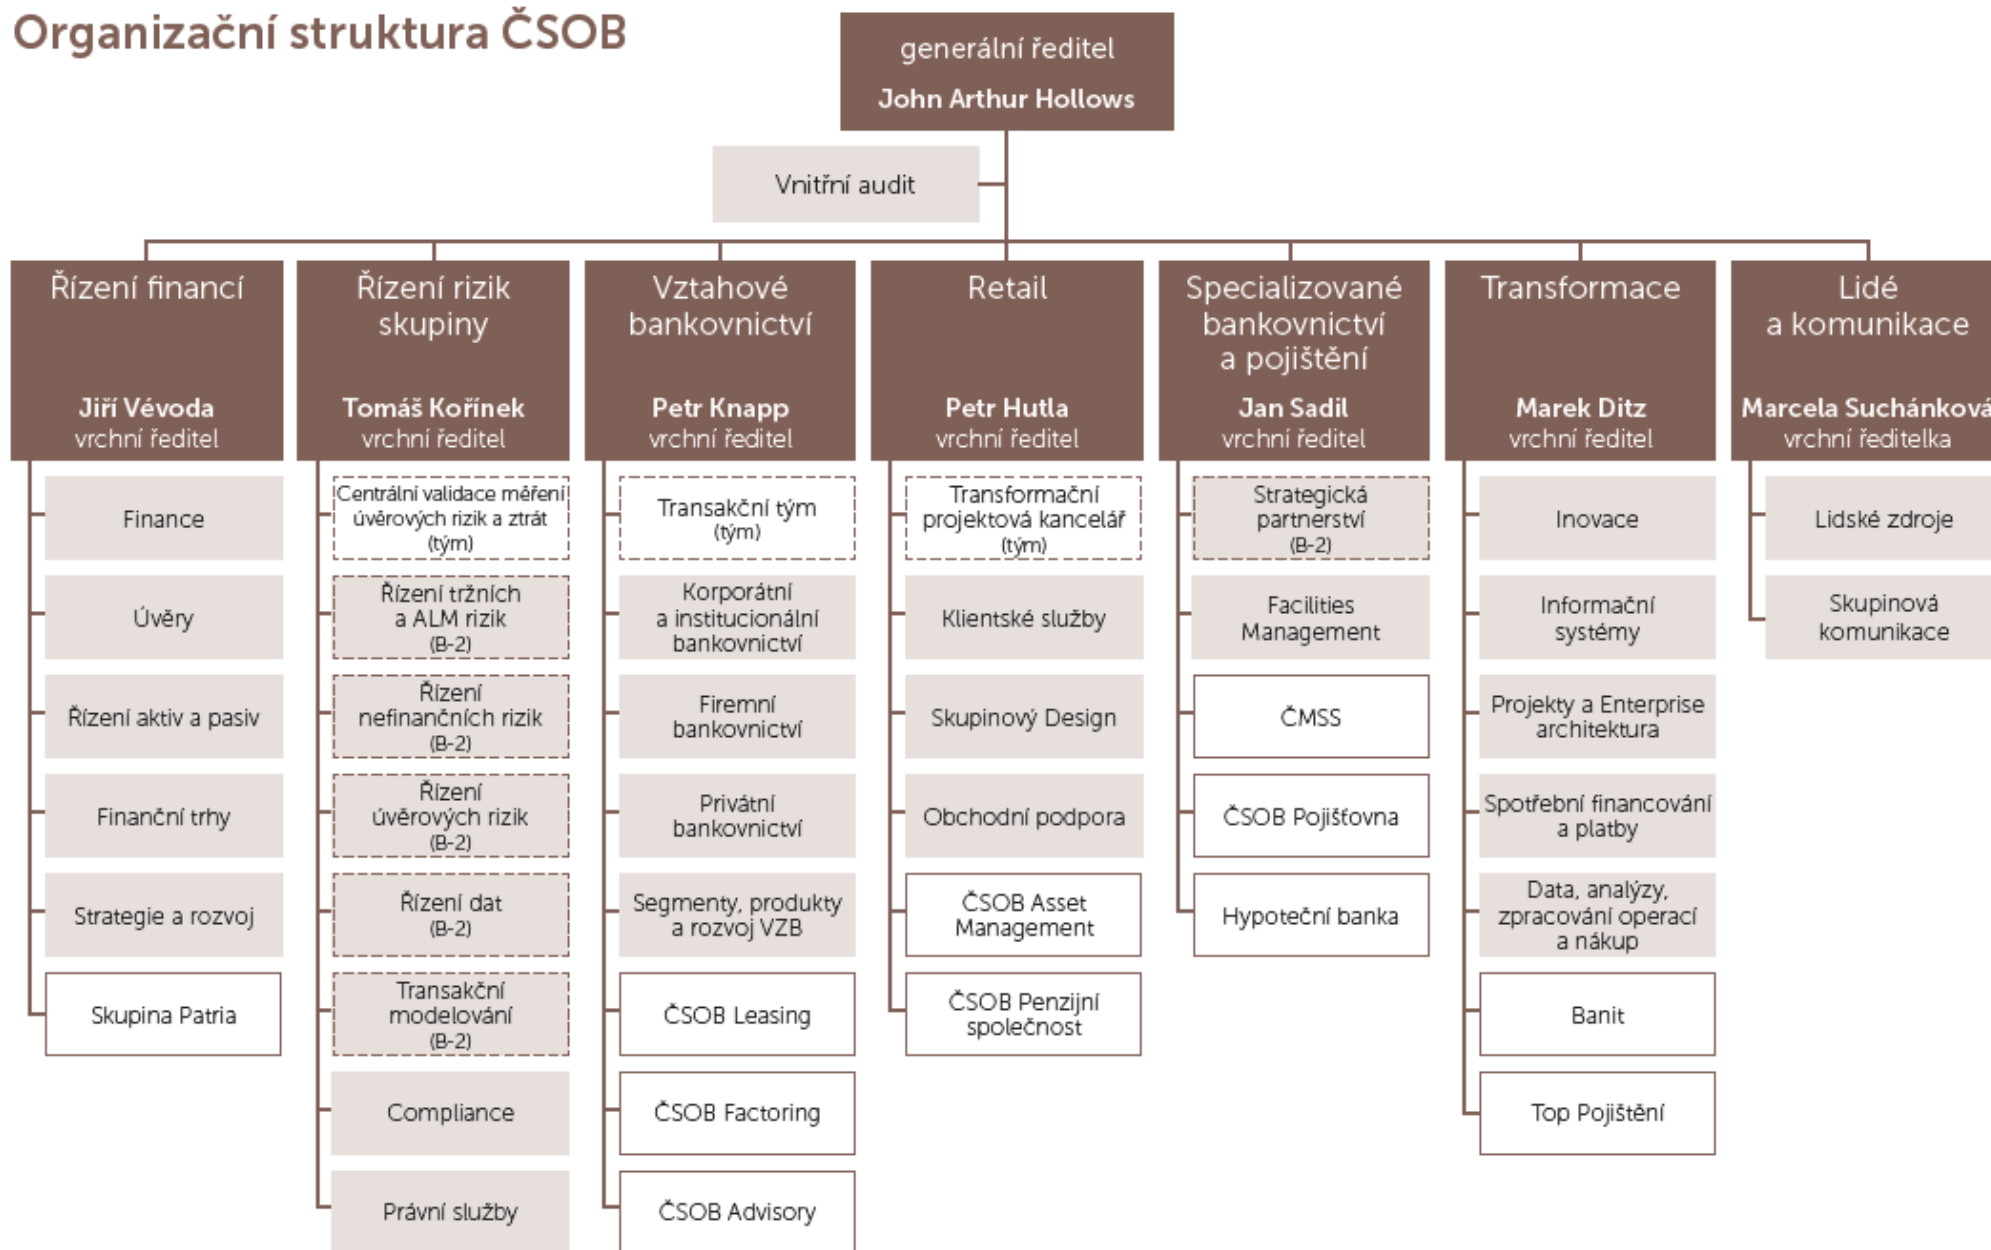 Organizační struktura ČSOB
generální ředitel
John Arthur Hollows
Vnitřní audit
Řízení financí
Jiří Vévoda
vrchní ředitel
Finance
Úvěry
Řízení aktiv a pasiv
Finanční trhy
Strategie a rozvoj
Skupina Patria
Řízení rizik
skupiny
Tomáš Kořínek
vrchní ředitel
Centrální validace měření
úvěrových rizik a ztrát
(tým)
Řízení tržních
a ALM rizik
(B-2)
Řízení
nefinančních rizik
(B-2)
Řízení
úvěrových rizik
(B-2)
Řízení dat
(B-2)
Transakční
modelování
(B-2)
Compliance
Právní služby
Vztahové
bankovnictví
Petr Knapp
vrchní ředitel
Transakční tým
(tým)
Korporátní
a institucionální
bankovnictví
Firemní
bankovnictví
Privátní
bankovnictví
Segmenty, produkty
a rozvoj VZB
ČSOB Leasing
ČSOB Factoring
ČSOB Advisory
Retail
Petr Hutla
vrchní ředitel
Transformační
projektová kancelář
(tým)
Klientské služby
Skupinový Design
Obchodní podpora
ČSOB Asset
Management
ČSOB Penzijní
společnost
Specializované
bankovnictví
a pojištění
Jan Sadil
vrchní ředitel
Strategická
partnerství
(B-2)
Facilities
Management
ČMSS
ČSOB Pojišťovna
Hypoteční banka
Transformace
Marek Ditz
vrchní ředitel
Inovace
Informační
systémy
Projekty a Enterprise
architektura
Spotřební financování
a platby
Data, analýzy,
zpracování operací
a nákup
Banit
Top Pojištění
Lidé
a komunikace
Marcela Suchánková
vrchní ředitelka
Lidské zdroje
Skupinová
komunikace